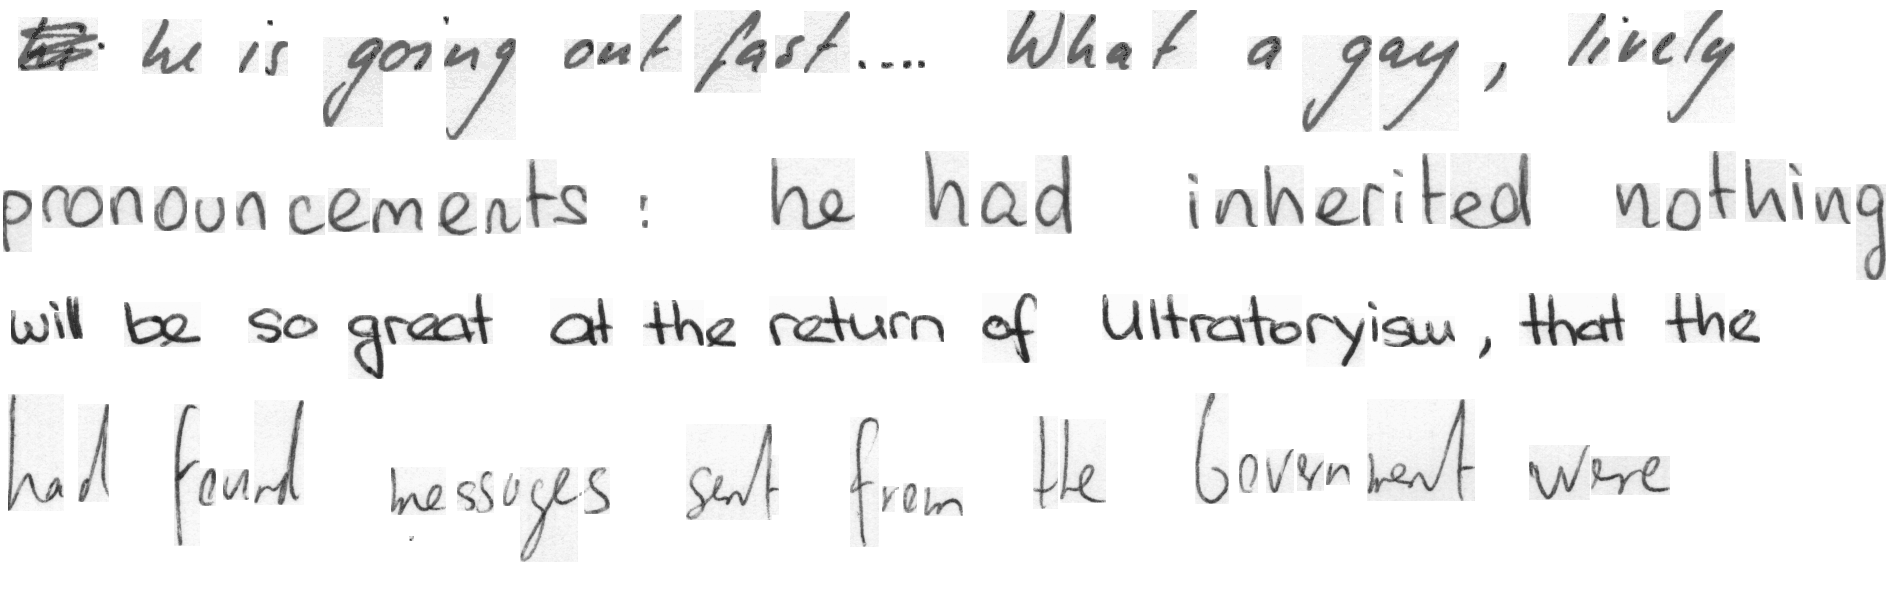 he is going out fast.... What a gay, lively
pronouncements : he had inherited nothing
will be so great at the return of Ultratoryism, that the
had found messages sent from the Government were